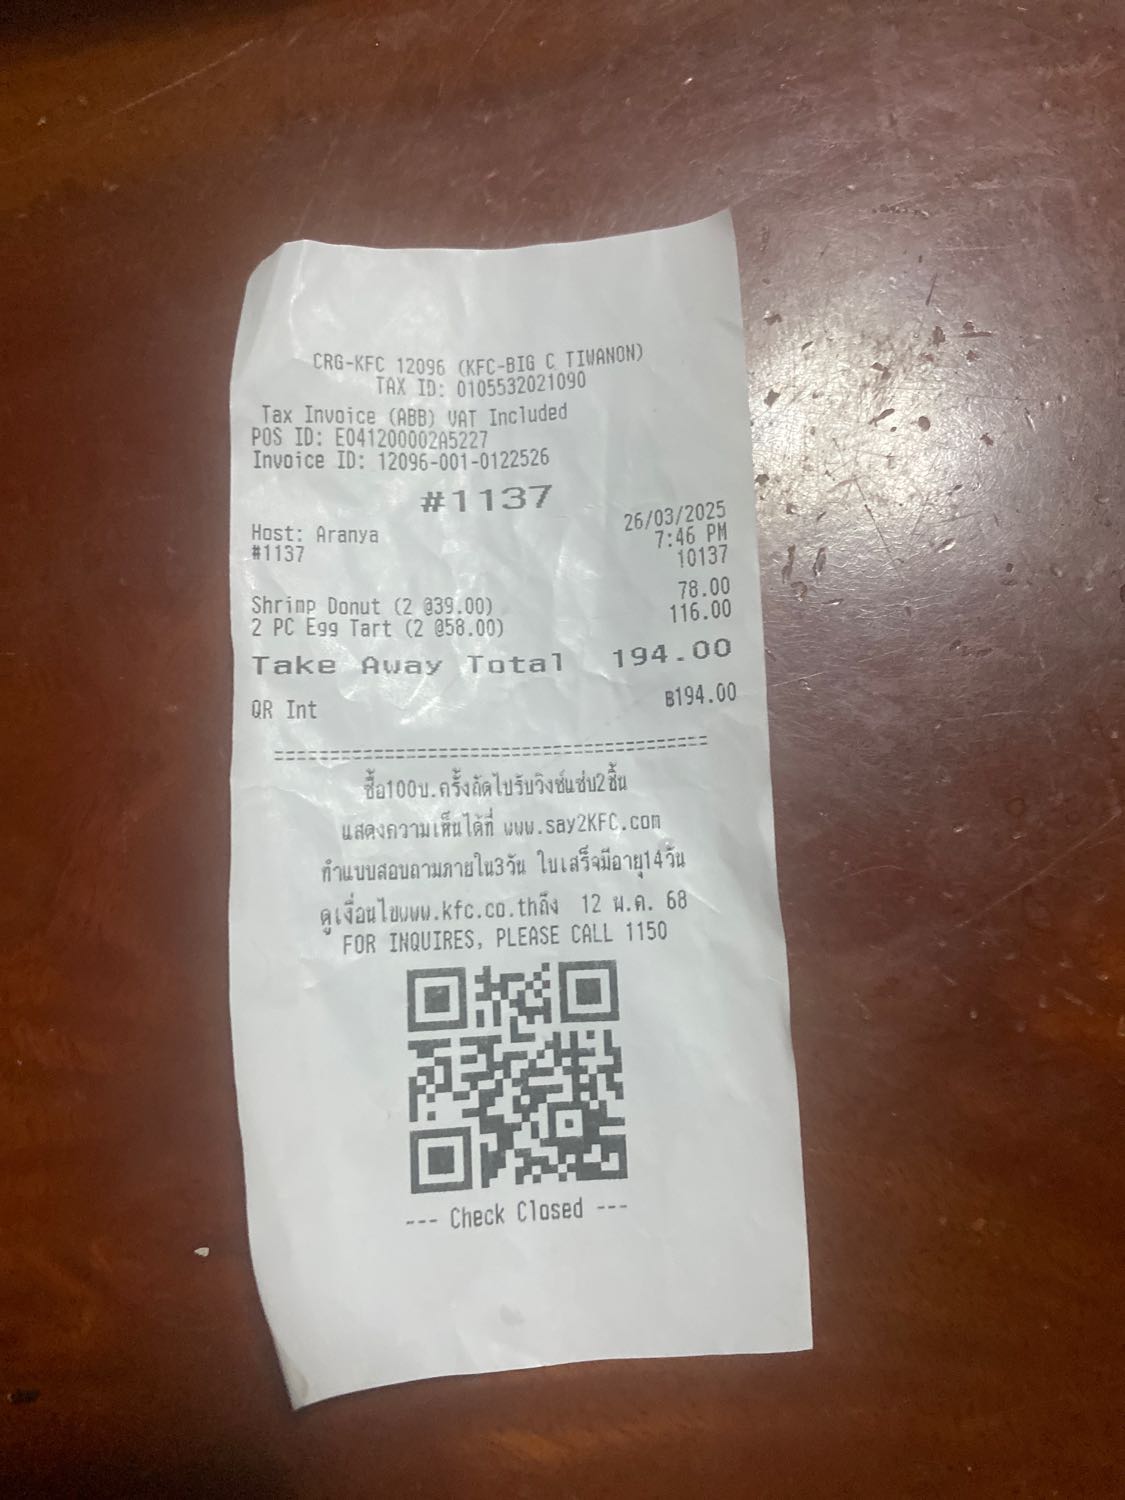 CRG-KFC 12096 (KFC-BIG C TIWANON)
TAX ID: 0105532021090
Tax Invoice (ABB) VAT Included
POS ID: E041200002A5227
Invoice ID: 12096-001-0122526
#1137
26/03/2025
Host: Aranya 7:46 PM
#1137 10137
Shrimp Donut (2 @39.00) 78.00
2 PC Egg Tart (2 @58.00) 116.00
Take Away Total 194.00
QR Int ฿194.00
========================================
ซื้อ100บ.ครั้งถัดไปรับวิงซ์แซ่บ2ชิ้น
แสดงความเห็นได้ที่ www.say2KFC.com
ทำแบบสอบถามภายใน3วัน ใบเสร็จมีอายุ14วัน
ดูเงื่อนไขwww.kfc.co.thถึง 12 พ.ค. 68
FOR INQUIRES, PLEASE CALL 1150
--- Check Closed ---